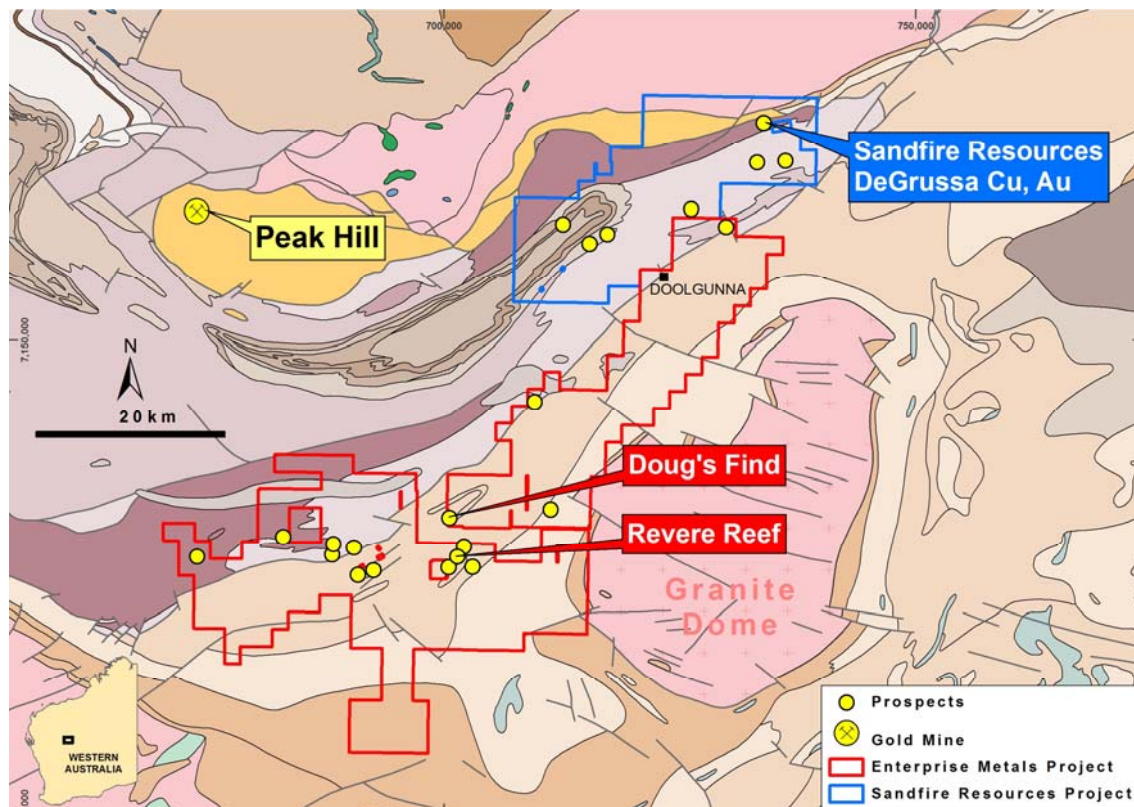 700,000
750,000
Sandfire Resources
DeGrussa Cu, Au
Peak Hill
DOOLGUNNA
7,150,000
N
20 km
Doug's Find
Revere Reef
Granite
Dome
WESTERN
AUSTRALIA
Prospects
Gold Mine
Enterprise Metals Project
Sandfire Resources Project